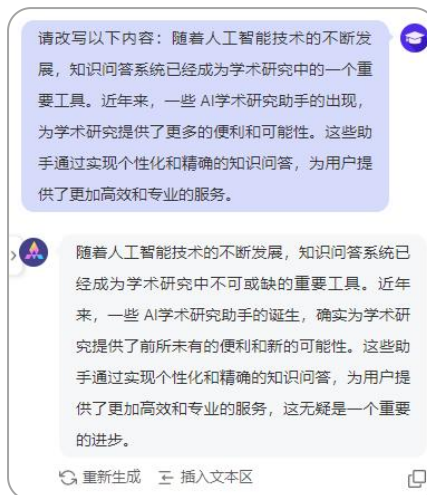 请改写以下内容：随着人工智能技术的不断发
展，知识问答系统已经成为学术研究中的一个重
要工具。近年来，一些 AI学术研究助手的出现，
为学术研究提供了更多的便利和可能性。这些助
手通过实现个性化和精确的知识问答，为用户提
供了更加高效和专业的服务。
随着人工智能技术的不断发展，知识问答系统已
经成为学术研究中不可或缺的重要工具。近年
来，一些 AI学术研究助手的诞生，确实为学术研
究提供了前所未有的便利和新的可能性。这些助
手通过实现个性化和精确的知识问答，为用户提
供了更加高效和专业的服务，这无疑是一个重要
的进步。
重新生成 插入文本区